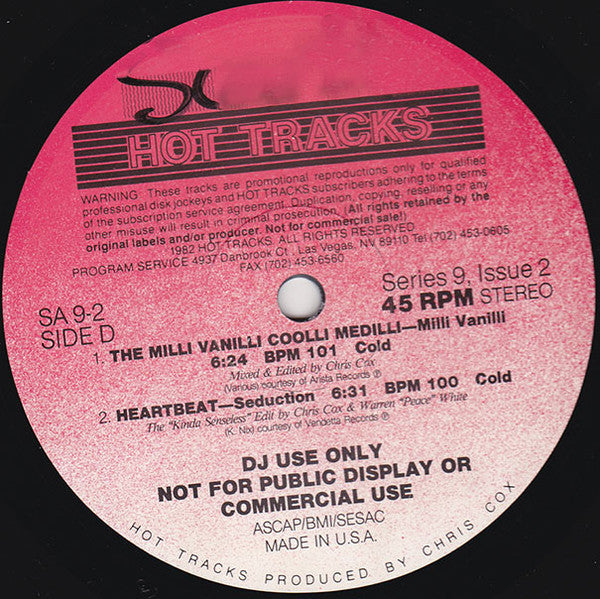 HOT TRACKS
WARNING: These tracks are promotional reproductions only for qualified
professional disk jockeys and HOT TRACKS subscribers adhering to the terms
of the subscription service agreement. Duplication, copying, reselling or any
other misuse will result in criminal prosecution. (All rights retained by the
original labels and/or producer. Not for commercial sale!)
1982 HOT TRACKS. ALL RIGHTS RESERVED.
PROGRAM SERVICE 4937 Danbrook Ct., Las Vegas, NV 89110 Tel (702) 453-0605
FAX (702) 453-6560
SA 9-2
SIDE D
Series 9, Issue 2
45 RPM STEREO
1. THE MILLI VANILLI COOLLI MEDILLI—Milli Vanilli
6:24 BPM 101 Cold
Mixed & Edited by Chris Cox
(Various) courtesy of Arista Records ℗
2. HEARTBEAT—Seduction 6:31 BPM 100 Cold
The "Kinda Senseless" Edit by Chris Cox & Warren "Peace" White
(K. Nix) courtesy of Vendetta Records ℗
DJ USE ONLY
NOT FOR PUBLIC DISPLAY OR
COMMERCIAL USE
ASCAP/BMI/SESAC
MADE IN U.S.A.
HOT TRACKS PRODUCED BY CHRIS COX